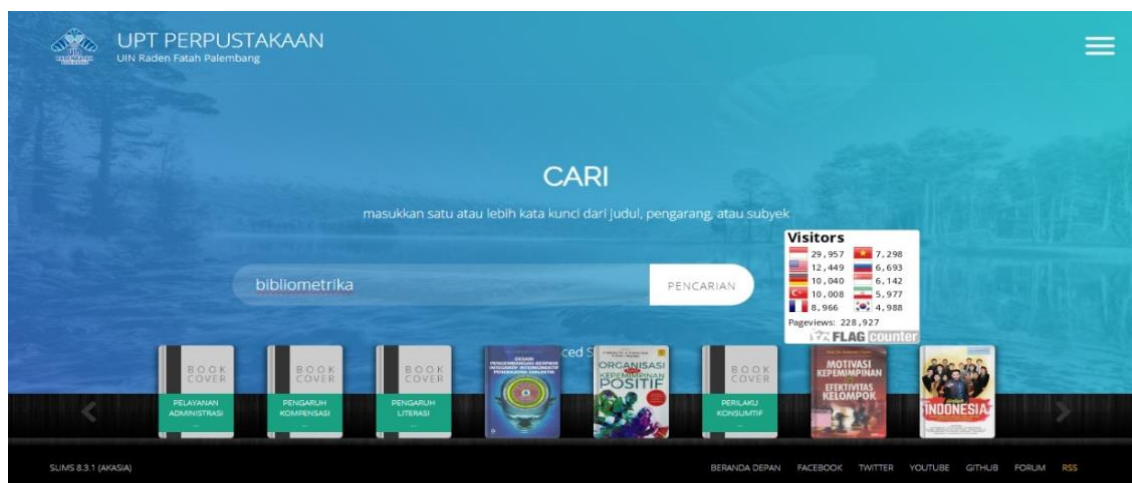 UPT PERPUSTAKAAN
UIN Raden Fatah Palembang
CARI
masukkan satu atau lebih kata kunci dari judul, pengarang, atau subyek
Visitors
29,957 7,298
12,449 6,693
10,040 6,142
10,008 5,977
8,966 4,988
Pageviews: 228,927
FLAG counter
bibliometrika
PENCARIAN
BOOK COVER
PELAYANAN
ADMINISTRASI
...
BOOK COVER
PENGARUH
KOMPENSASI
...
BOOK COVER
PENGARUH
LITERASI
...
DESAIN
ORGANISASI
KEPEMIMPINAN
POSITIF
BOOK COVER
PERILAKU
KONSUMTIF
...
MOTIVASI
KEPEMIMPINAN
EFEKTIVITAS
KELOMPOK
INDONESIA
SLIMS 8.3.1 (AKASIA)
BERANDA DEPAN FACEBOOK TWITTER YOUTUBE GITHUB FORUM RSS